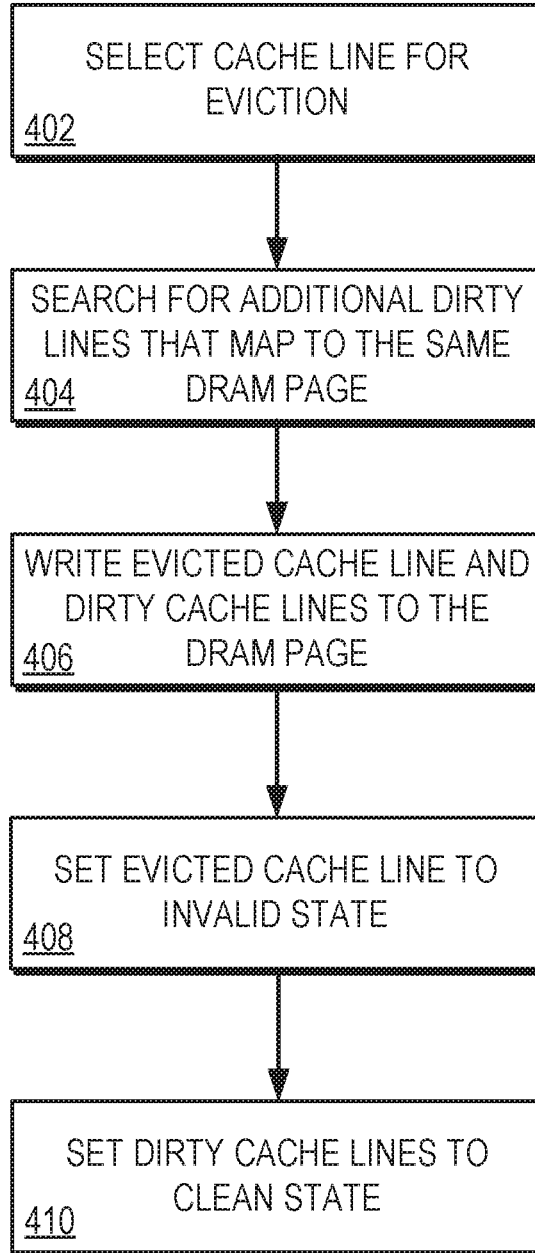 SELECT CACHE LINE FOR
EVICTION
402
SEARCH FOR ADDITIONAL DIRTY
LINES THAT MAP TO THE SAME
DRAM PAGE
404
WRITE EVICTED CACHE LINE AND
DIRTY CACHE LINES TO THE
DRAM PAGE
406
SET EVICTED CACHE LINE TO
INVALID STATE
408
SET DIRTY CACHE LINES TO
CLEAN STATE
410